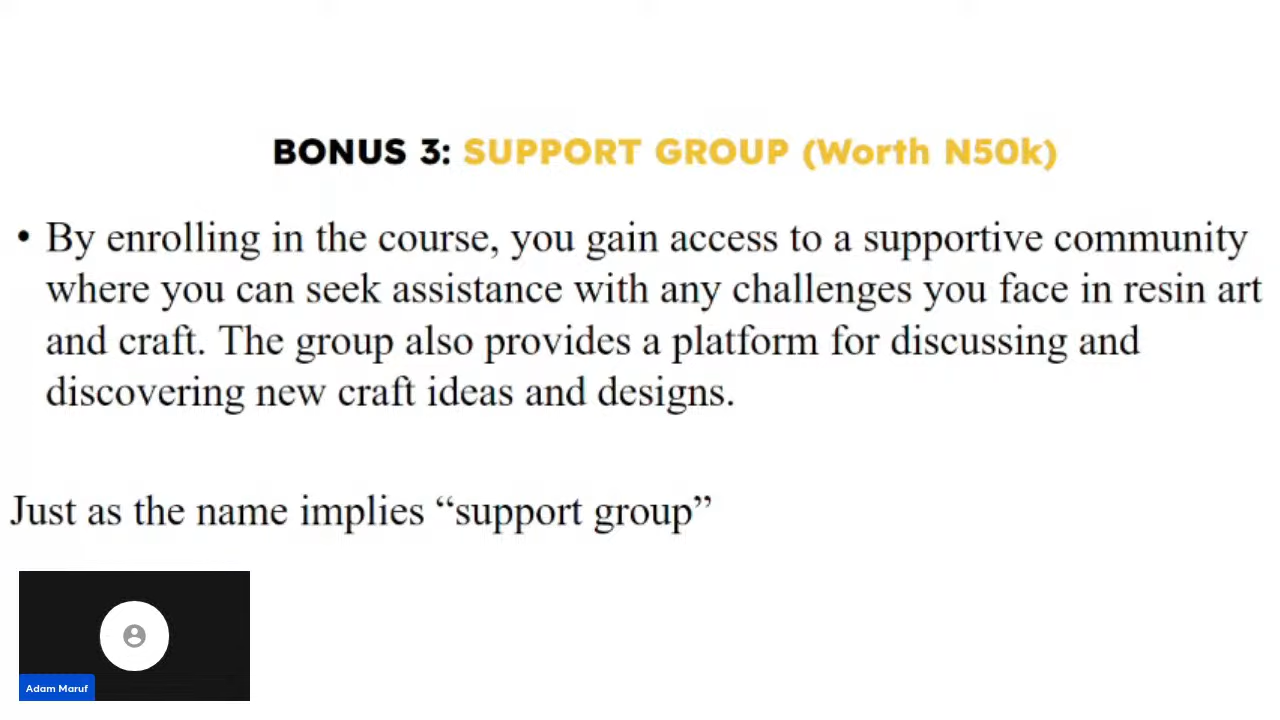 BONUS 3: SUPPORT GROUP (Worth N50k)
• By enrolling in the course, you gain access to a supportive community
where you can seek assistance with any challenges you face in resin art
and craft. The group also provides a platform for discussing and
discovering new craft ideas and designs.
Just as the name implies “support group”
Adam Maruf